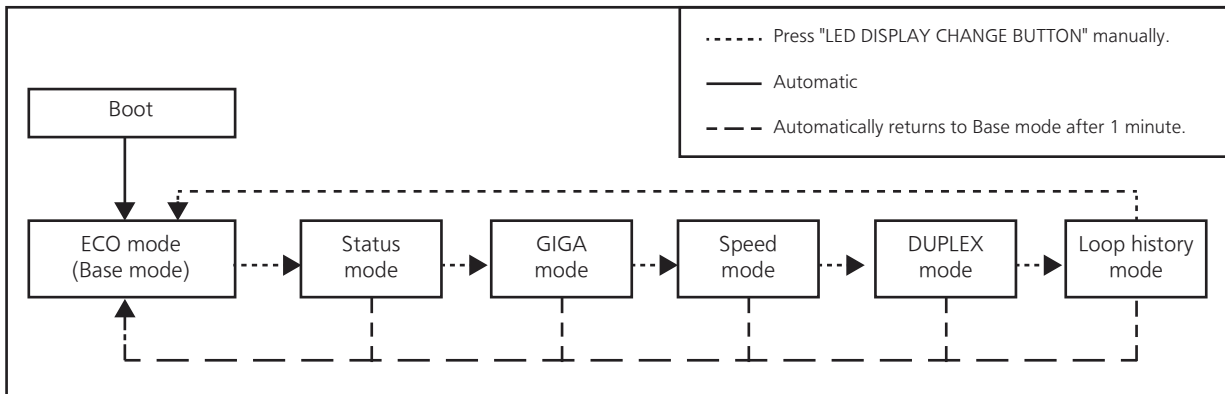 Press "LED DISPLAY CHANGE BUTTON" manually.
Automatic
Automatically returns to Base mode after 1 minute.
Boot
ECO mode
(Base mode)
Status
mode
GIGA
mode
Speed
mode
DUPLEX
mode
Loop history
mode